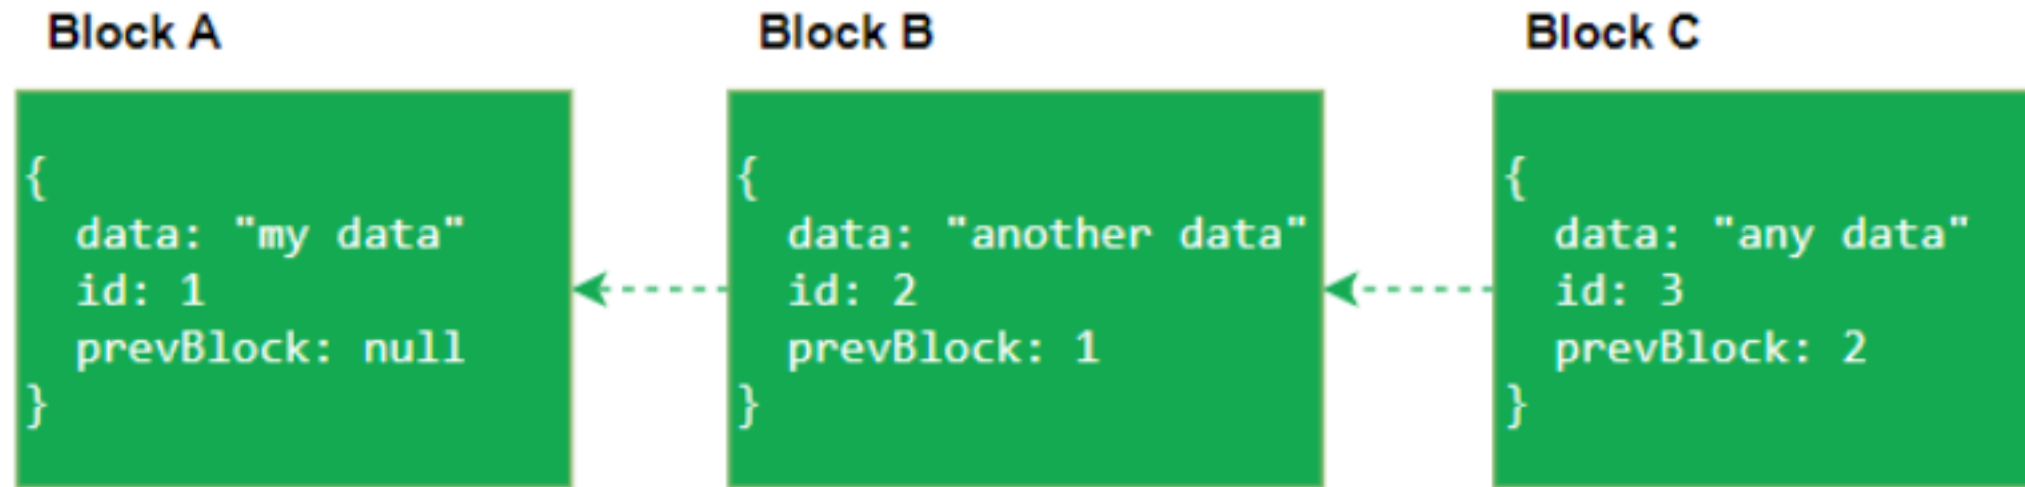 Block A
{
data: "my data"
id: 1
prevBlock: null
}
Block B
{
data: "another data"
id: 2
prevBlock: 1
}
Block C
{
data: "any data"
id: 3
prevBlock: 2
}